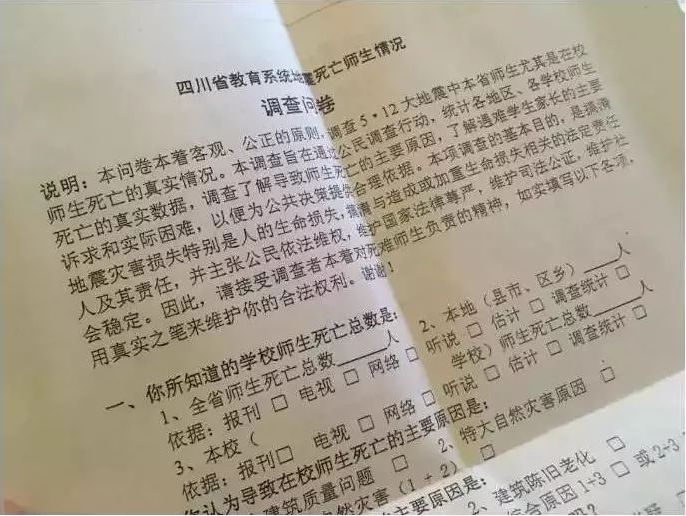 四川省教育系统地震死亡师生情况
调查问卷
说明：本问卷本着客观、公正的原则，调查5·12大地震中本省师生尤其是在校
师生死亡的真实情况。本调查旨在通过公民调查行动，统计各地区、各学校师生
死亡的真实数据，调查了解导致师生死亡的主要原因，了解遇难学生家长的主要
诉求和实际困难，以便为公共决策提供合理依据。本项调查的基本目的，是搞清
地震灾害损失特别是人的生命损失，搞清与造成或加重生命损失相关的法定责任
人及其责任，并主张公民依法维权，维护国家法律尊严，维护司法公正，维护社
会稳定。因此，请接受调查者本着对死难师生负责的精神，如实填写以下各项，
用真实之笔来维护你的合法权利。谢谢！
一、你所知道的学校师生死亡总数是：
1、全省师生死亡总数____人 2、本地（县市、区乡）____人
依据：报刊 □ 电视 □ 网络 □ 听说 □ 估计 □ 调查统计 □
3、本校（ 学校）师生死亡总数____人
依据：报刊□ 电视 □ 网络 □ 听说 □ 估计 □ 调查统计 □
你认为导致在校师生死亡的主要原因是：
建筑质量问题 □ 2、特大自然灾害原因 □
然灾害（1+2）□
主要原因是： 2、建筑陈旧老化 □
综合原因1-3 □ 或2-3